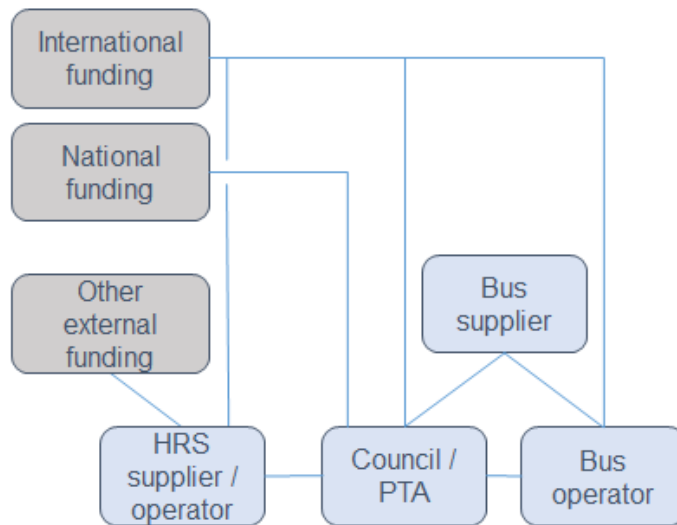 International
funding
National
funding
Other
external
funding
Bus
supplier
HRS
supplier /
operator
Council /
PTA
Bus
operator